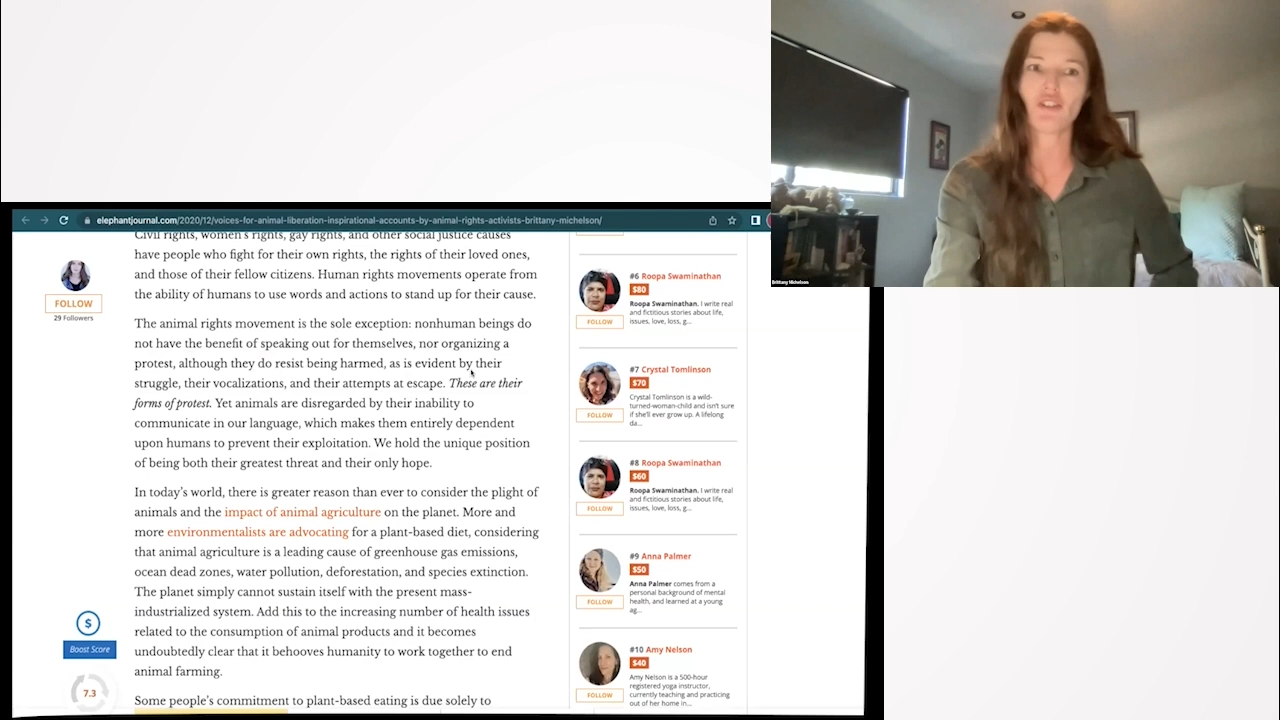 elephantjournal.com/2020/12/voices-for-animal-liberation-inspirational-accounts-by-animal-rights-activists-brittany-michelson/
Civil rights, women's rights, gay rights, and other social justice causes
have people who fight for their own rights, the rights of their loved ones,
and those of their fellow citizens. Human rights movements operate from
the ability of humans to use words and actions to stand up for their cause.
The animal rights movement is the sole exception: nonhuman beings do
not have the benefit of speaking out for themselves, nor organizing a
protest, although they do resist being harmed, as is evident by their
struggle, their vocalizations, and their attempts at escape. These are their
forms of protest. Yet animals are disregarded by their inability to
communicate in our language, which makes them entirely dependent
upon humans to prevent their exploitation. We hold the unique position
of being both their greatest threat and their only hope.
In today's world, there is greater reason than ever to consider the plight of
animals and the impact of animal agriculture on the planet. More and
more environmentalists are advocating for a plant-based diet, considering
that animal agriculture is a leading cause of greenhouse gas emissions,
ocean dead zones, water pollution, deforestation, and species extinction.
The planet simply cannot sustain itself with the present mass-
industrialized system. Add this to the increasing number of health issues
related to the consumption of animal products and it becomes
undoubtedly clear that it behooves humanity to work together to end
animal farming.
Some people's commitment to plant-based eating is due solely to
FOLLOW
29 Followers
$
Boost Score
7.3
#6 Roopa Swaminathan
$80
Roopa Swaminathan. I write real
and fictitious stories about life,
issues, love, loss, g...
FOLLOW
#7 Crystal Tomlinson
$70
Crystal Tomlinson is a wild-
turned-woman-child and isn't sure
if she'll ever grow up. A lifelong
da...
FOLLOW
#8 Roopa Swaminathan
$60
Roopa Swaminathan. I write real
and fictitious stories about life,
issues, love, loss, g...
FOLLOW
#9 Anna Palmer
$50
Anna Palmer comes from a
personal background of mental
health, and learned at a young
ag...
FOLLOW
#10 Amy Nelson
$40
Amy Nelson is a 500-hour
registered yoga instructor,
currently teaching and practicing
out of her home in...
FOLLOW
Brittany Michelson